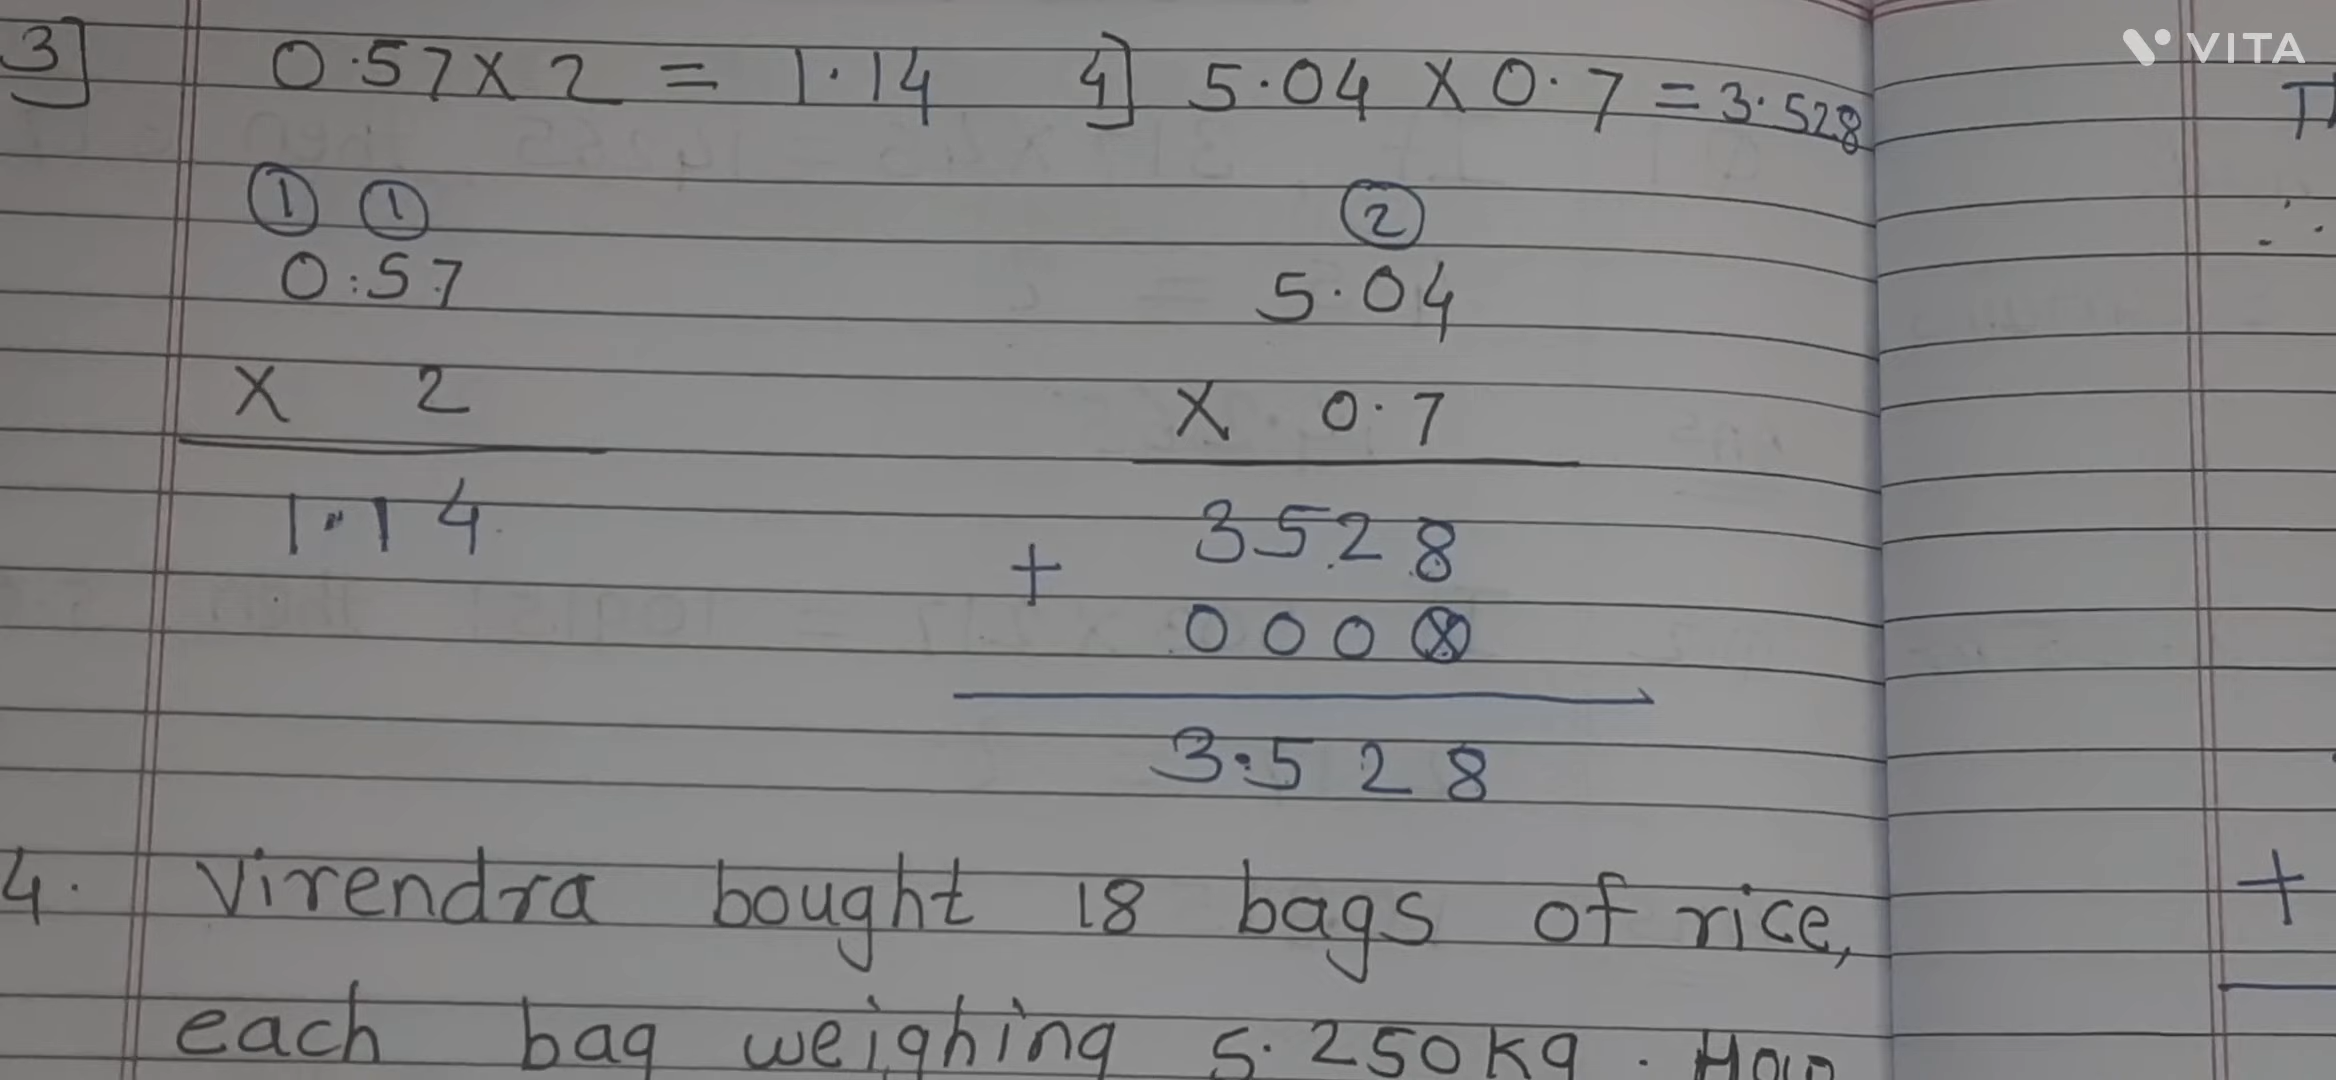 3] 0.57 X 2 = 1.14 4] 5.04 X 0.7 = 3.528
VITA
1 1
0.57
X 2
1.14
2
5.04
X 0.7
3528
+ 000X
3.528
4. Virendra bought 18 bags of rice,
each bag weighing 5.250kg. How
+